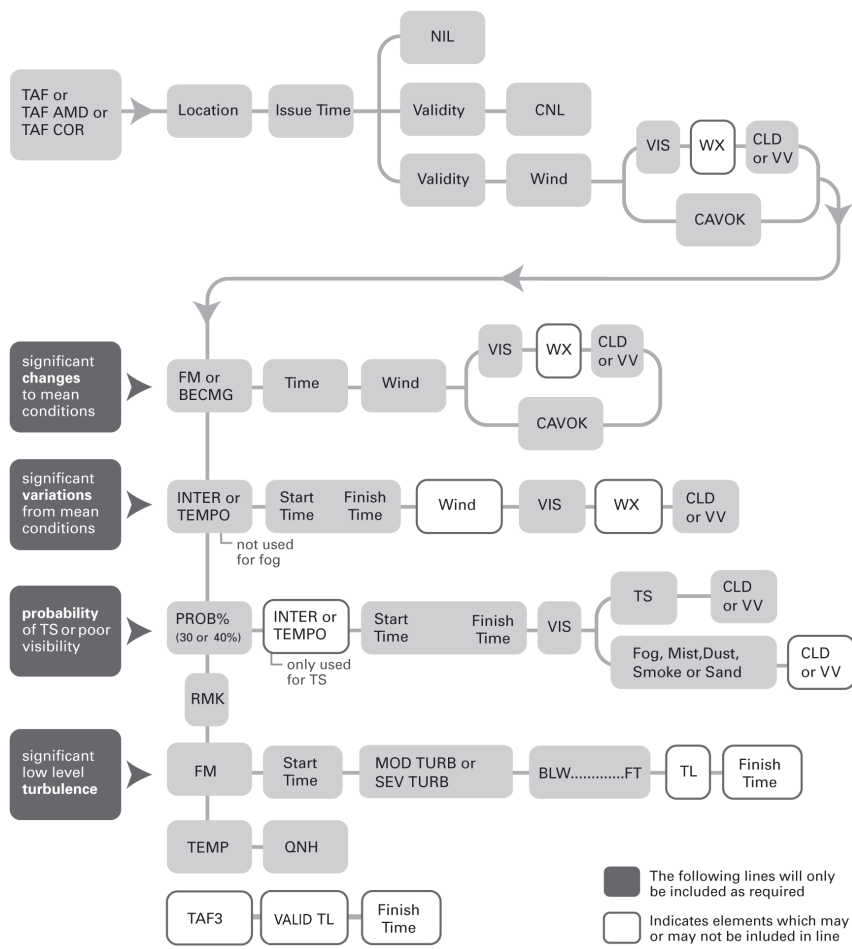 NIL
TAF or
TAF AMD or
TAF COR
Location
Issue Time
Validity
CNL
Validity
Wind
VIS
WX
CLD
or VV
CAVOK
significant
changes
to mean
conditions
FM or
BECMG
Time
Wind
VIS
WX
CLD
or VV
CAVOK
significant
variations
from mean
conditions
INTER or
TEMPO
not used
for fog
Start
Time
Finish
Time
Wind
VIS
WX
CLD
or VV
probability
of TS or poor
visibility
PROB%
(30 or 40%)
INTER or
TEMPO
only used
for TS
Start
Time
Finish
Time
VIS
TS
CLD
or VV
Fog, Mist,Dust,
Smoke or Sand
CLD
or VV
RMK
significant
low level
turbulence
FM
Start
Time
MOD TURB or
SEV TURB
BLW.............FT
TL
Finish
Time
TEMP
QNH
TAF3
VALID TL
Finish
Time
The following lines will only
be included as required
Indicates elements which may
or may not be inluded in line